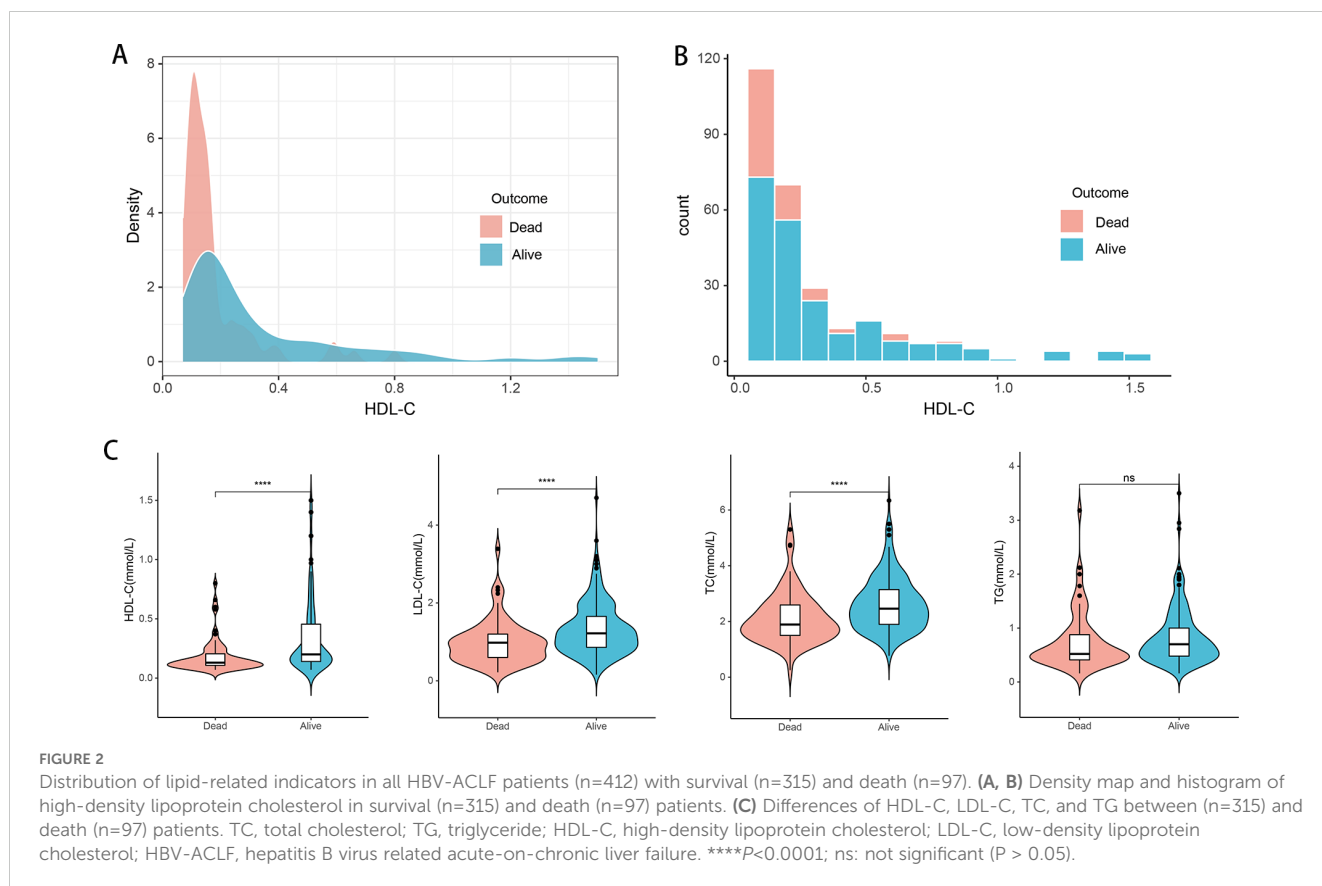 A
8
6
4
2
0
Density
0.0
0.4
0.8
1.2
HDL-C
Outcome
Dead
Alive
B
120
90
60
30
0
count
0.0
0.5
1.0
1.5
HDL-C
Outcome
Dead
Alive
C
****
1.5
1.0
0.5
0.0
HDL-C(mmol/L)
Dead
Alive
****
4
2
0
LDL-C(mmol/L)
Dead
Alive
****
6
4
2
0
TC(mmol/L)
Dead
Alive
ns
4
3
2
1
0
TG(mmol/L)
Dead
Alive
FIGURE 2
Distribution of lipid-related indicators in all HBV-ACLF patients (n=412) with survival (n=315) and death (n=97). (A, B) Density map and histogram of
high-density lipoprotein cholesterol in survival (n=315) and death (n=97) patients. (C) Differences of HDL-C, LDL-C, TC, and TG between (n=315) and
death (n=97) patients. TC, total cholesterol; TG, triglyceride; HDL-C, high-density lipoprotein cholesterol; LDL-C, low-density lipoprotein
cholesterol; HBV-ACLF, hepatitis B virus related acute-on-chronic liver failure. ****P<0.0001; ns: not significant (P > 0.05).